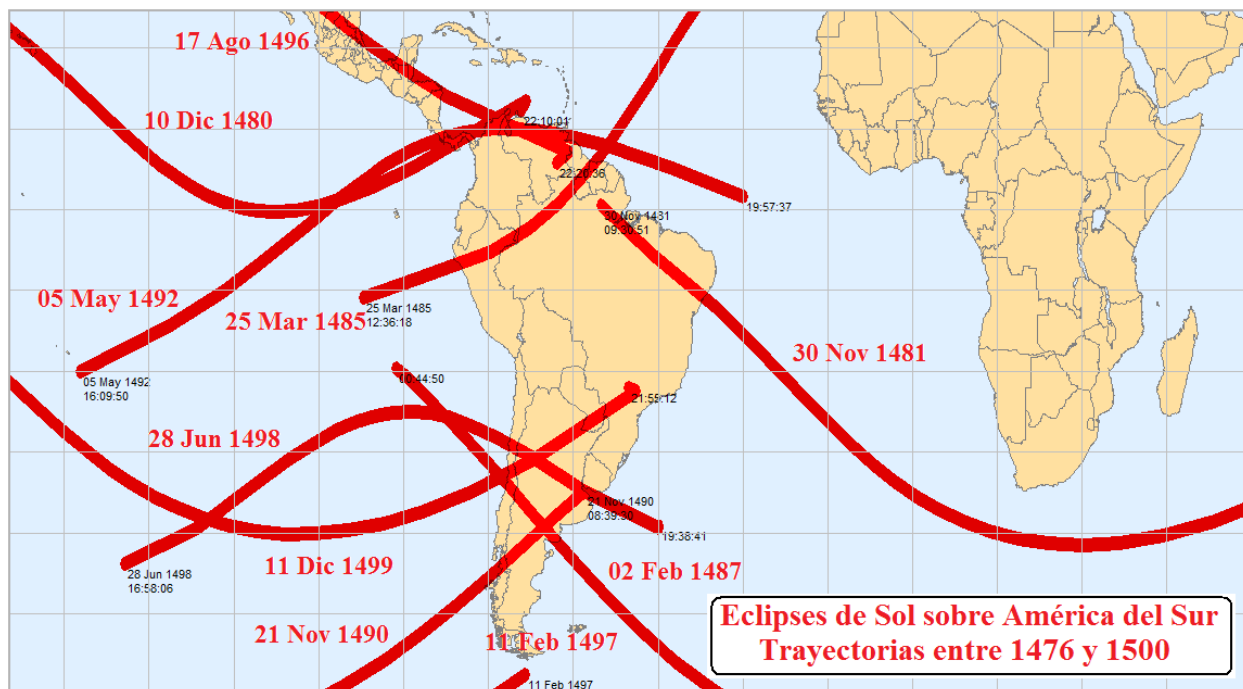 17 Ago 1496
10 Dic 1480
22:10:01
22:20:36
19:57:37
30 Nov 1481
09:30:51
05 May 1492
25 Mar 1485
25 Mar 1485
12:36:18
30 Nov 1481
05 May 1492
16:09:50
00:44:50
21:55:12
28 Jun 1498
21 Nov 1490
08:39:30
19:38:41
28 Jun 1498
16:58:06
11 Dic 1499
02 Feb 1487
21 Nov 1490
11 Feb 1497
11 Feb 1497
Eclipses de Sol sobre América del Sur
Trayectorias entre 1476 y 1500